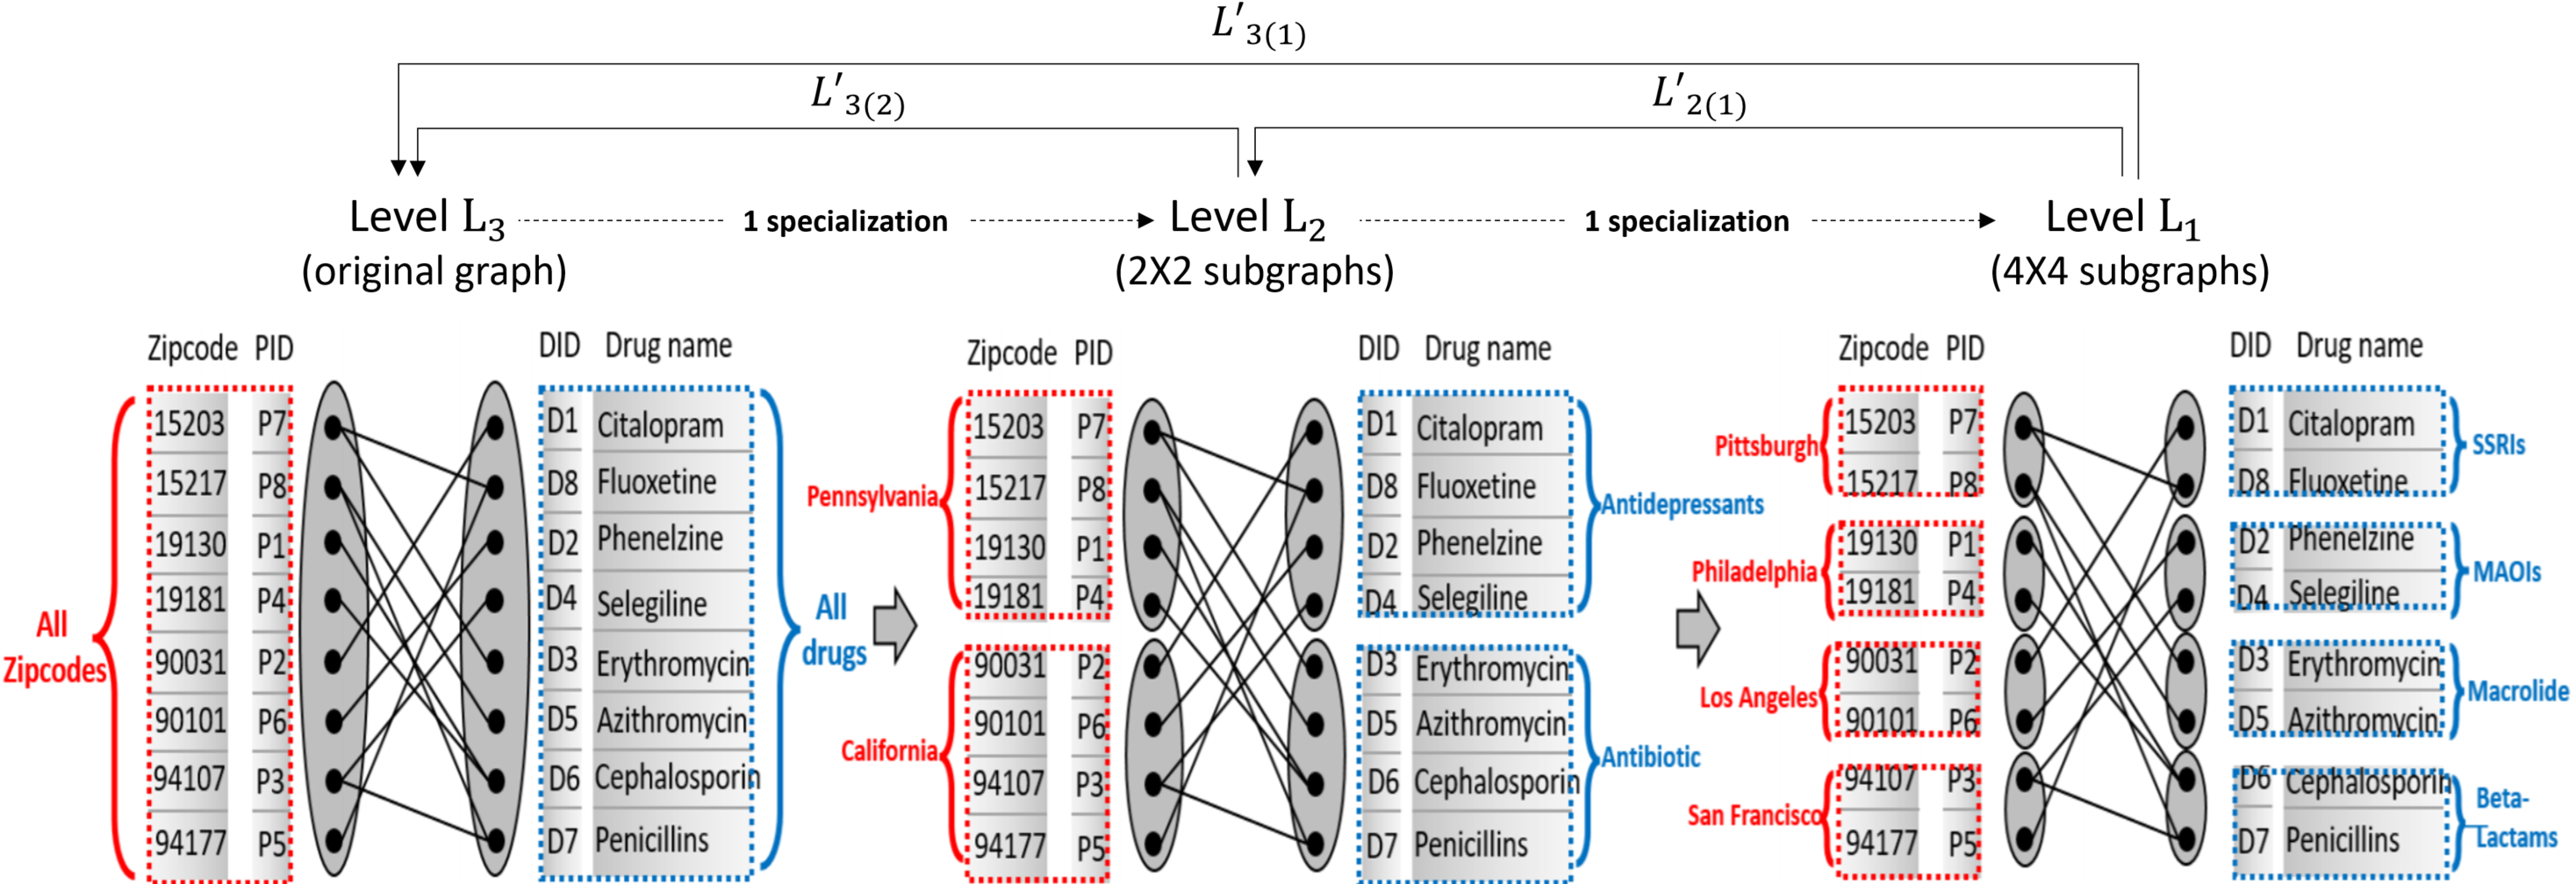 L′3(1)
L′3(2) L′2(1)
Level L3 1 specialization Level L2 1 specialization Level L1
(original graph) (2X2 subgraphs) (4X4 subgraphs)
Zipcode PID DID Drug name
15203 P7 D1 Citalopram
15217 P8 D8 Fluoxetine
19130 P1 D2 Phenelzine
19181 P4 D4 Selegiline
90031 P2 D3 Erythromycin
90101 P6 D5 Azithromycin
94107 P3 D6 Cephalosporin
94177 P5 D7 Penicillins
All
Zipcodes
All
drugs
Zipcode PID DID Drug name
15203 P7 D1 Citalopram
15217 P8 D8 Fluoxetine
19130 P1 D2 Phenelzine
19181 P4 D4 Selegiline
90031 P2 D3 Erythromycin
90101 P6 D5 Azithromycin
94107 P3 D6 Cephalosporin
94177 P5 D7 Penicillins
Pennsylvania
California
Antidepressants
Antibiotic
Zipcode PID DID Drug name
15203 P7 D1 Citalopram
15217 P8 D8 Fluoxetine
19130 P1 D2 Phenelzine
19181 P4 D4 Selegiline
90031 P2 D3 Erythromycin
90101 P6 D5 Azithromycin
94107 P3 D6 Cephalosporin
94177 P5 D7 Penicillins
Pittsburgh
Philadelphia
Los Angeles
San Francisco
SSRIs
MAOIs
Macrolide
Beta-
Lactams